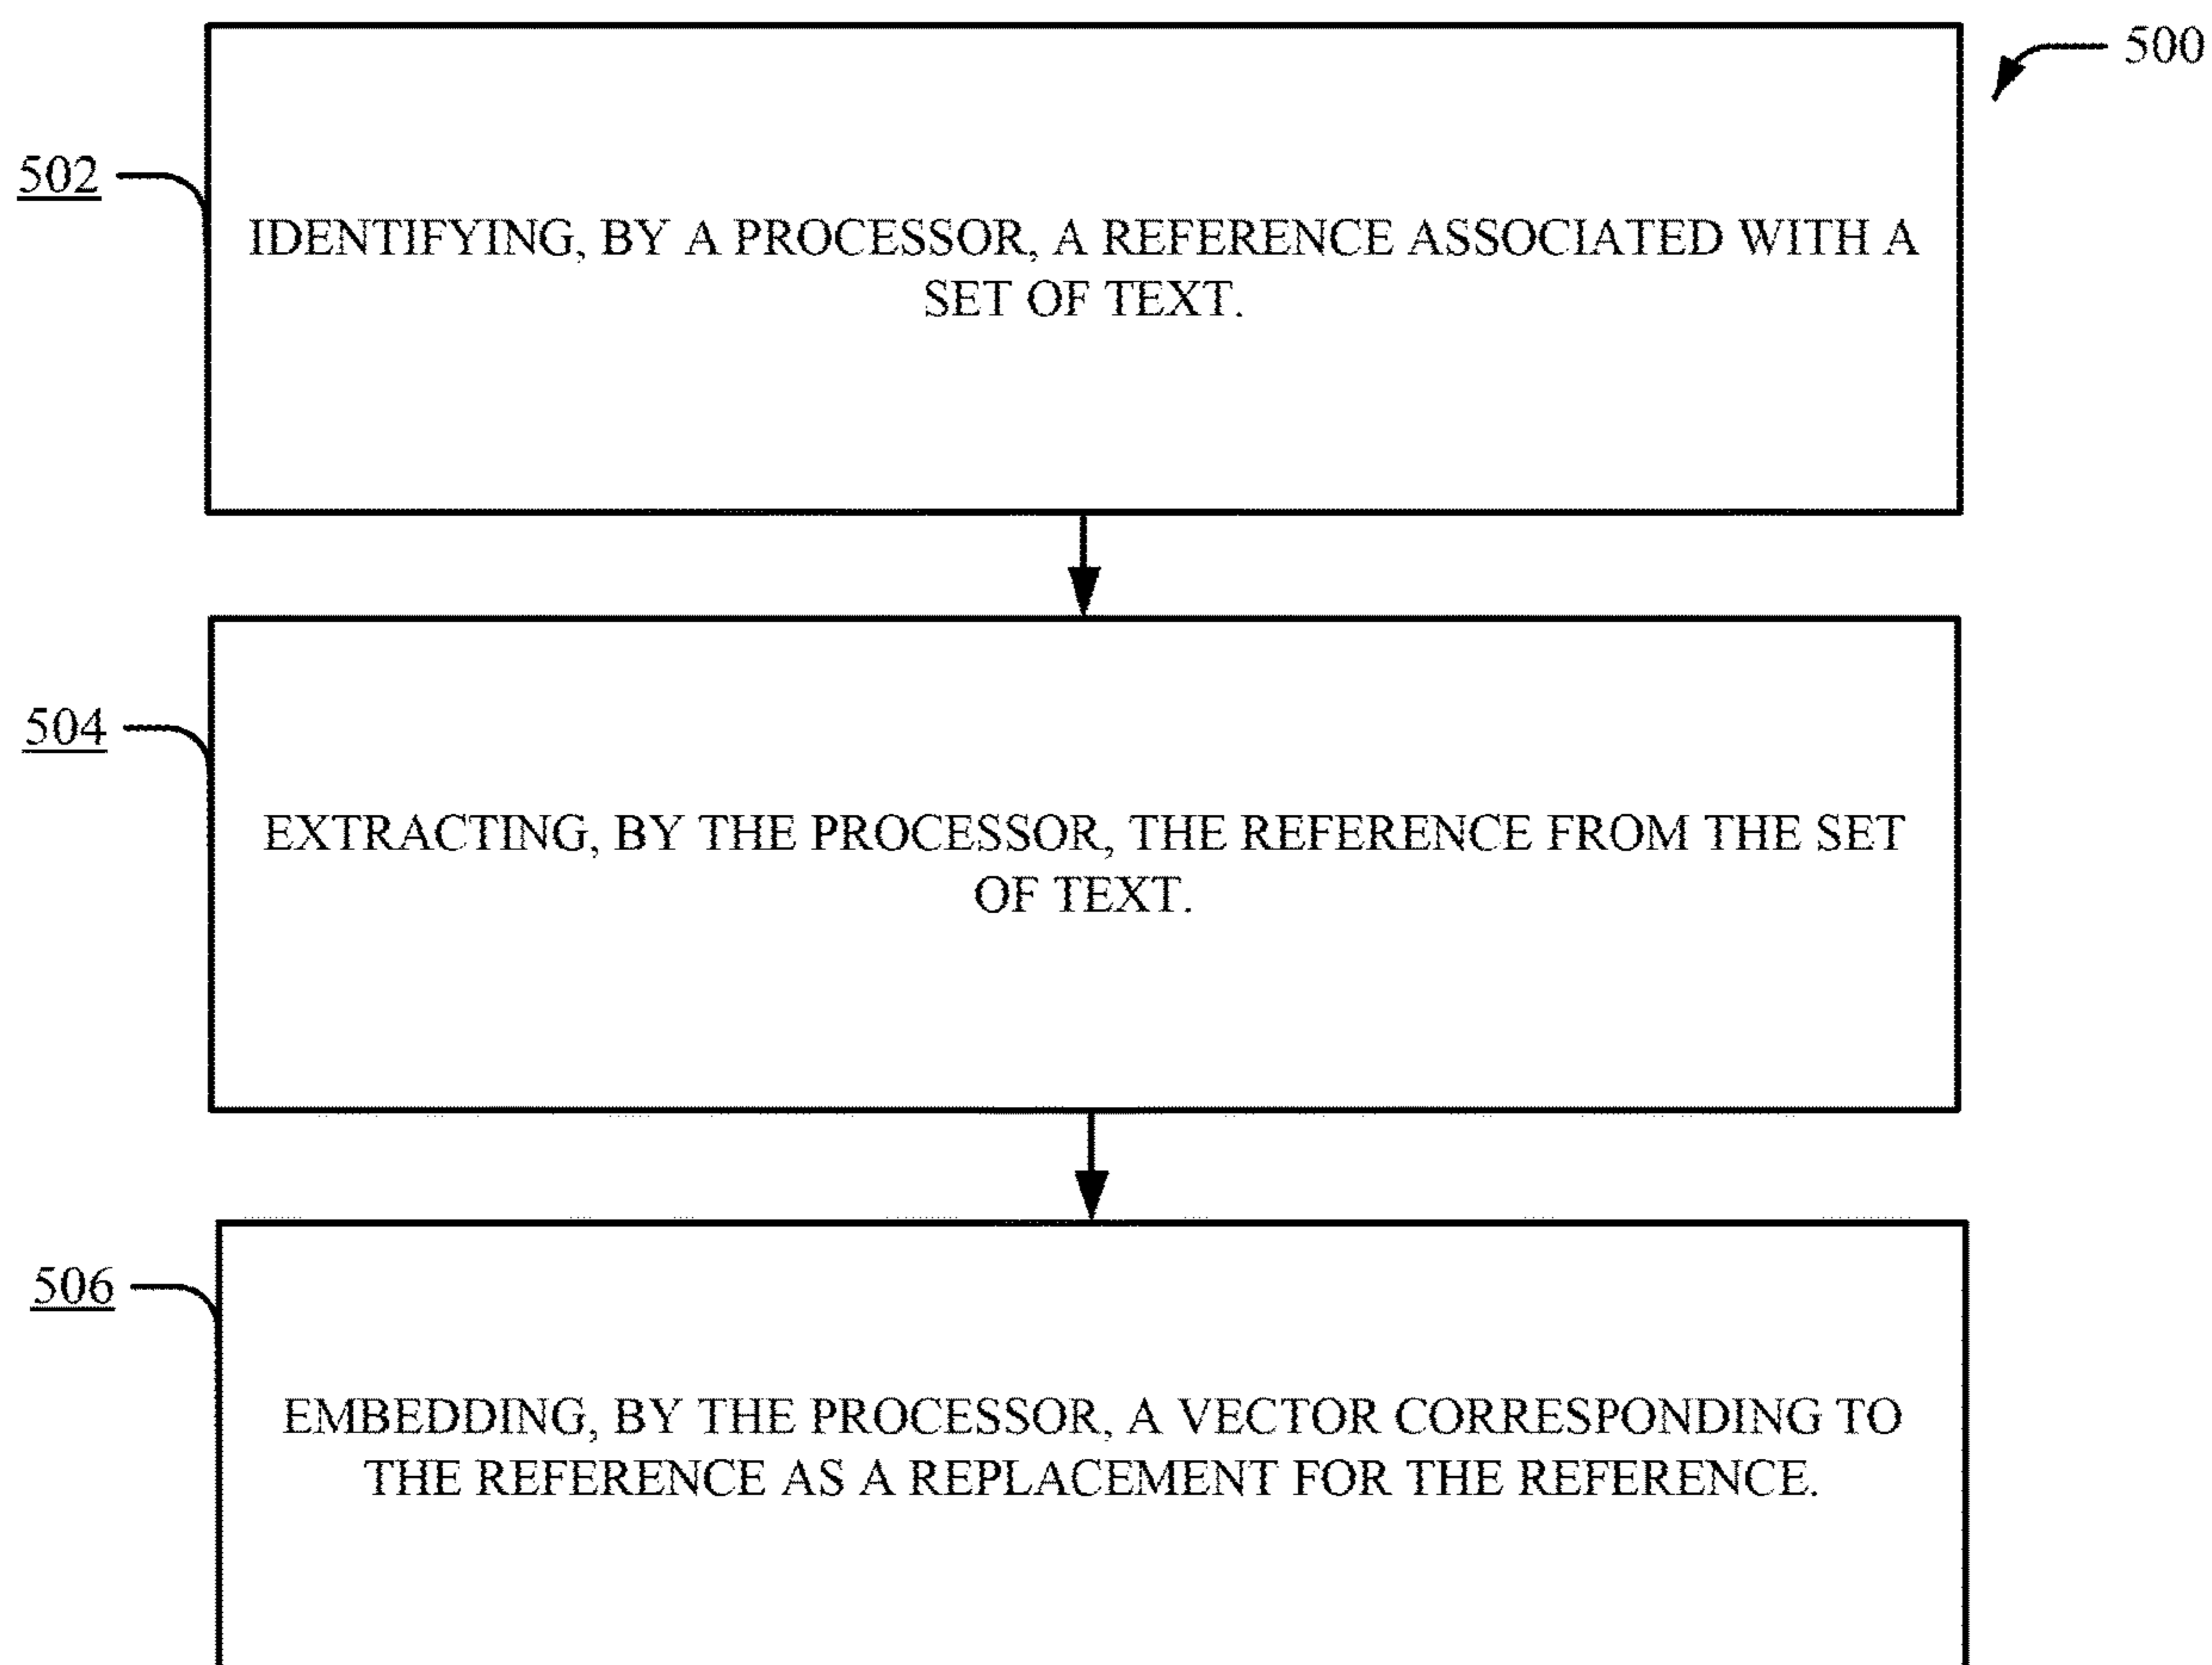 500
502
IDENTIFYING, BY A PROCESSOR, A REFERENCE ASSOCIATED WITH A
SET OF TEXT.
504
EXTRACTING, BY THE PROCESSOR, THE REFERENCE FROM THE SET
OF TEXT.
506
EMBEDDING, BY THE PROCESSOR, A VECTOR CORRESPONDING TO
THE REFERENCE AS A REPLACEMENT FOR THE REFERENCE.